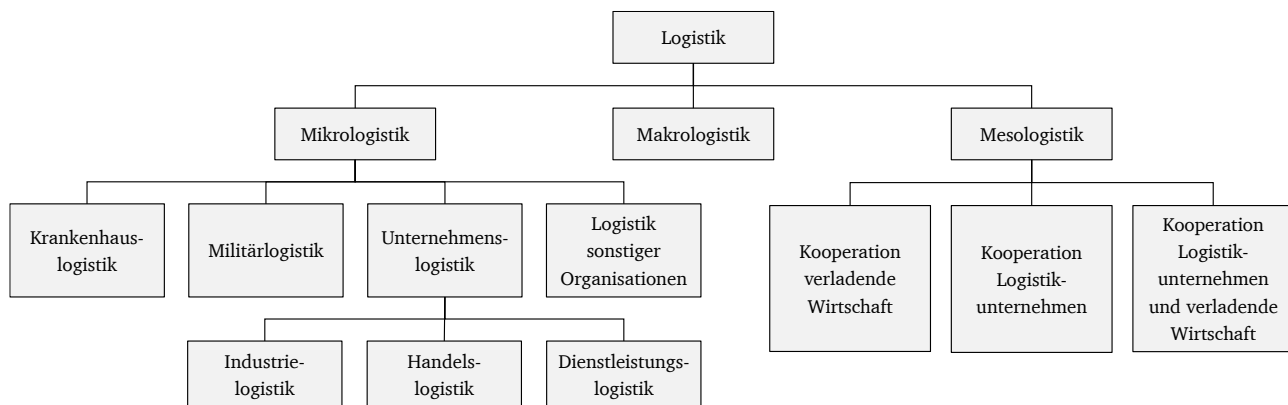 Logistik
Mikrologistik
Makrologistik
Mesologistik
Krankenhaus-
logistik
Militärlogistik
Unternehmens-
logistik
Logistik
sonstiger
Organisationen
Kooperation
verladende
Wirtschaft
Kooperation
Logistik-
unternehmen
Kooperation
Logistik-
unternehmen
und verladende
Wirtschaft
Industrie-
logistik
Handels-
logistik
Dienstleistungs-
logistik